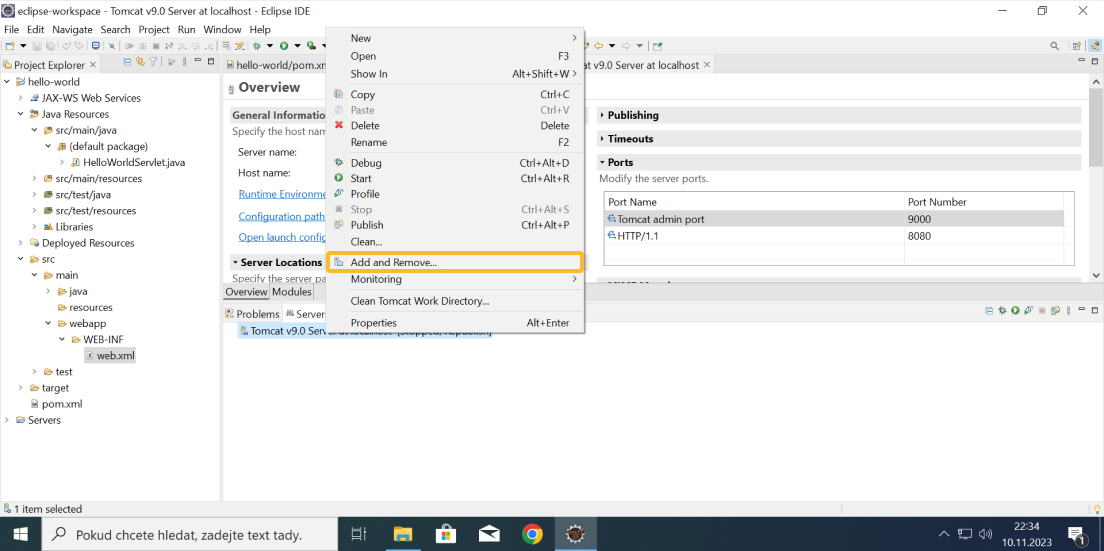 eclipse-workspace - Tomcat v9.0 Server at localhost - Eclipse IDE
File Edit Navigate Search Project Run Window Help
Project Explorer
hello-world
JAX-WS Web Services
Java Resources
src/main/java
(default package)
HelloWorldServlet.java
src/main/resources
src/test/java
src/test/resources
Libraries
Deployed Resources
src
main
java
resources
webapp
WEB-INF
web.xml
test
target
pom.xml
Servers
hello-world/pom.xm
at v9.0 Server at localhost
Overview
General Informatio
Specify the host nam
Server name:
Host name:
Runtime Environme
Configuration path
Open launch config
Server Locations
Specify the server pa
Overview Modules
Problems Server
Tomcat v9.0 Server at localhost [Stopped, Republish]
New
Open F3
Show In Alt+Shift+W
Copy Ctrl+C
Paste Ctrl+V
Delete Delete
Rename F2
Debug Ctrl+Alt+D
Start Ctrl+Alt+R
Profile
Stop Ctrl+Alt+S
Publish Ctrl+Alt+P
Clean...
Add and Remove...
Monitoring
Clean Tomcat Work Directory...
Properties Alt+Enter
Publishing
Timeouts
Ports
Modify the server ports.
Port Name Port Number
Tomcat admin port 9000
HTTP/1.1 8080
1 item selected
Pokud chcete hledat, zadejte text tady.
22:34
10.11.2023
1